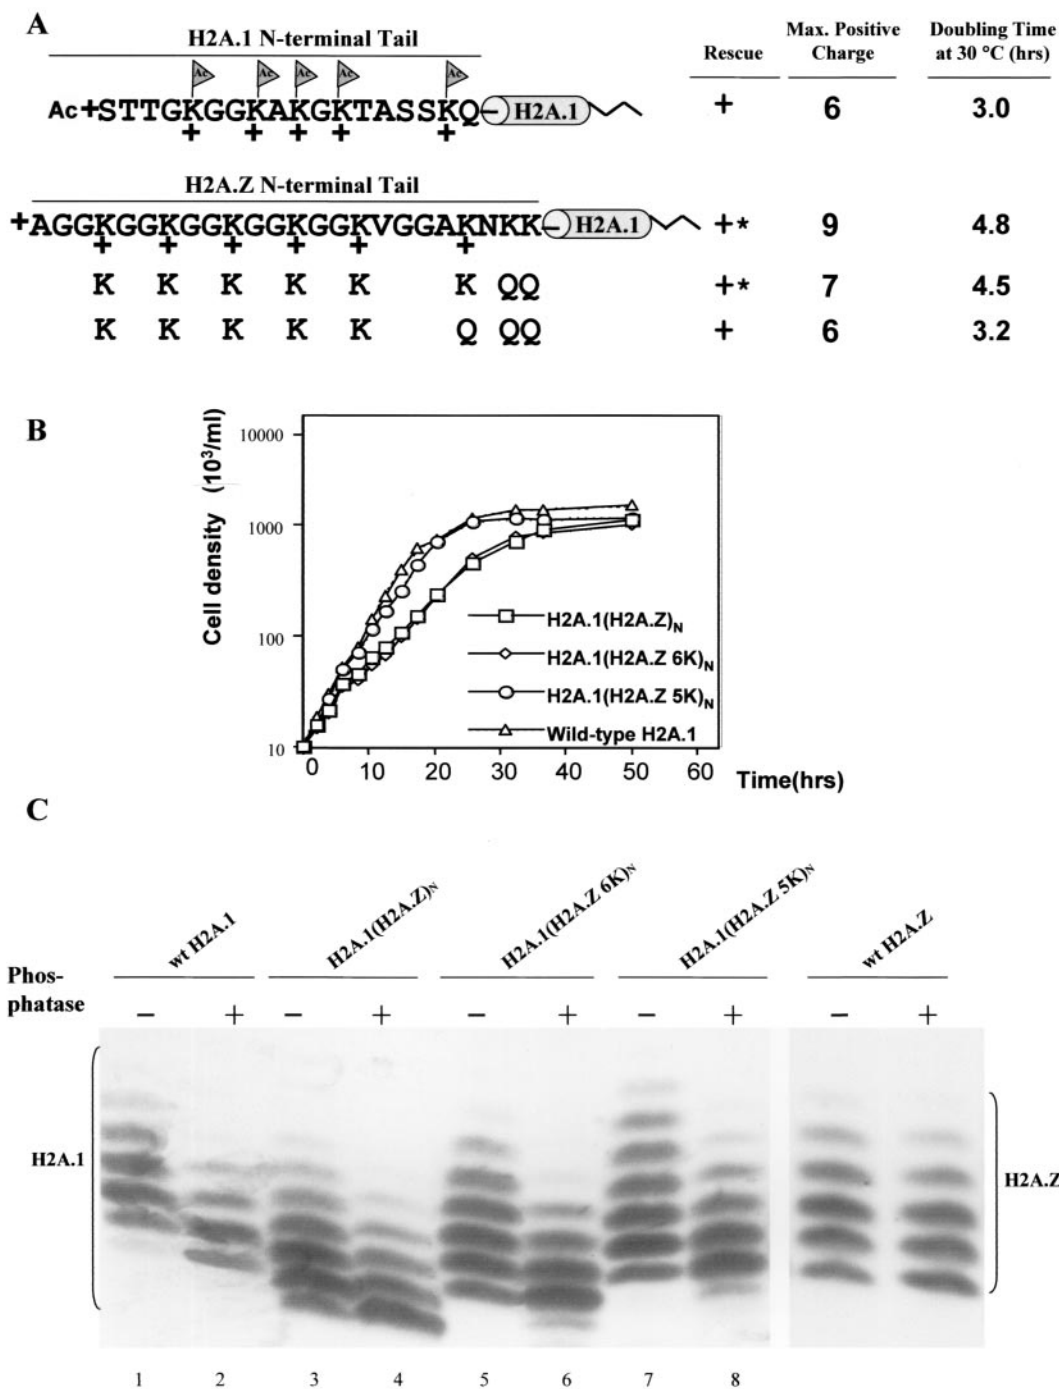 A
H2A.1 N-terminal Tail
Rescue
Max. Positive
Charge
Doubling Time
at 30 °C (hrs)
Ac Ac Ac Ac Ac
Ac+STTGKGGKAKGKTASSKQ H2A.1
+ 6 3.0
+ + + + +
H2A.Z N-terminal Tail
+AGGKGGKGGKGGKGGKVGGAKNKK H2A.1
+* 9 4.8
+ + + + + +
K K K K K K QQ +* 7 4.5
K K K K K Q QQ + 6 3.2
B
Cell density (10³/ml)
10000
1000
100
10
0 10 20 30 40 50 60
Time(hrs)
H2A.1(H2A.Z)N
H2A.1(H2A.Z 6K)N
H2A.1(H2A.Z 5K)N
Wild-type H2A.1
C
wt H2A.1
H2A.1(H2A.Z)N
H2A.1(H2A.Z 6K)N
H2A.1(H2A.Z 5K)N
wt H2A.Z
Phos-
phatase
− + − + − + − + − +
H2A.1
H2A.Z
1 2 3 4 5 6 7 8